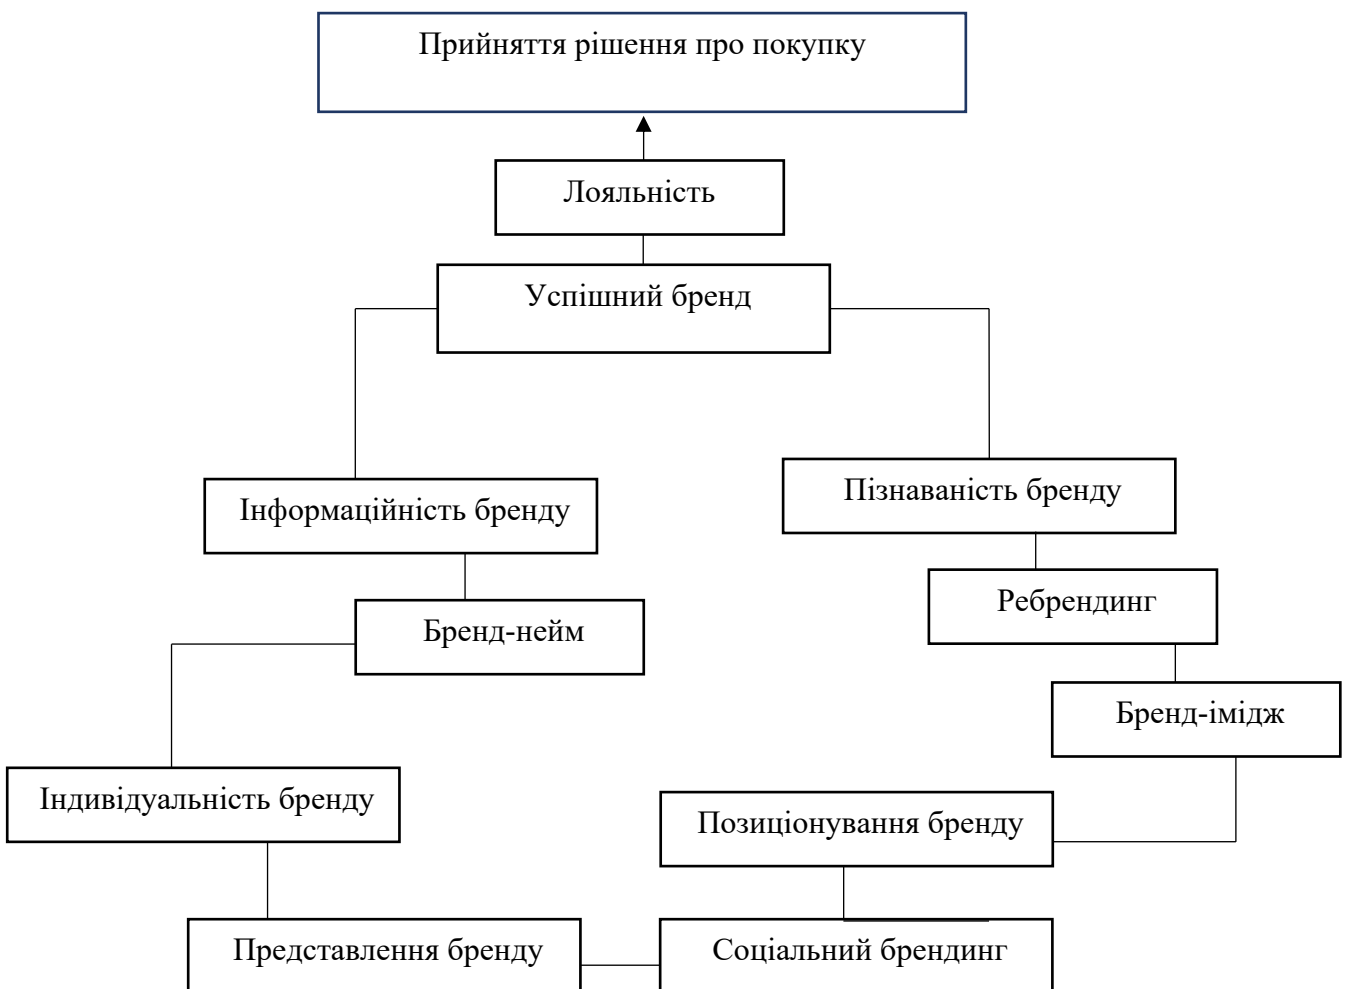 Прийняття рішення про покупку
Лояльність
Успішний бренд
Інформаційність бренду
Пізнаваність бренду
Ребрендинг
Бренд-нейм
Бренд-імідж
Індивідуальність бренду
Позиціонування бренду
Представлення бренду
Соціальний брендинг